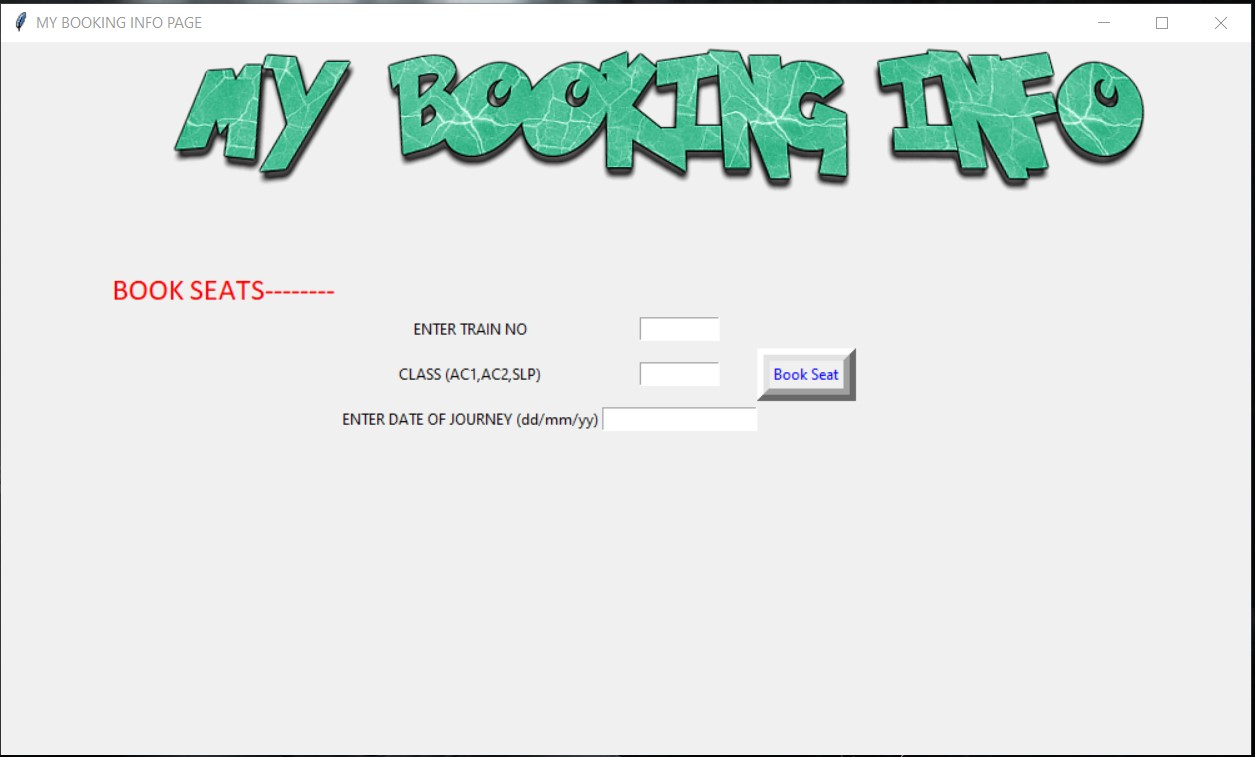 MY BOOKING INFO PAGE
MY BOOKING INFO
BOOK SEATS--------
ENTER TRAIN NO
CLASS (AC1,AC2,SLP)
Book Seat
ENTER DATE OF JOURNEY (dd/mm/yy)